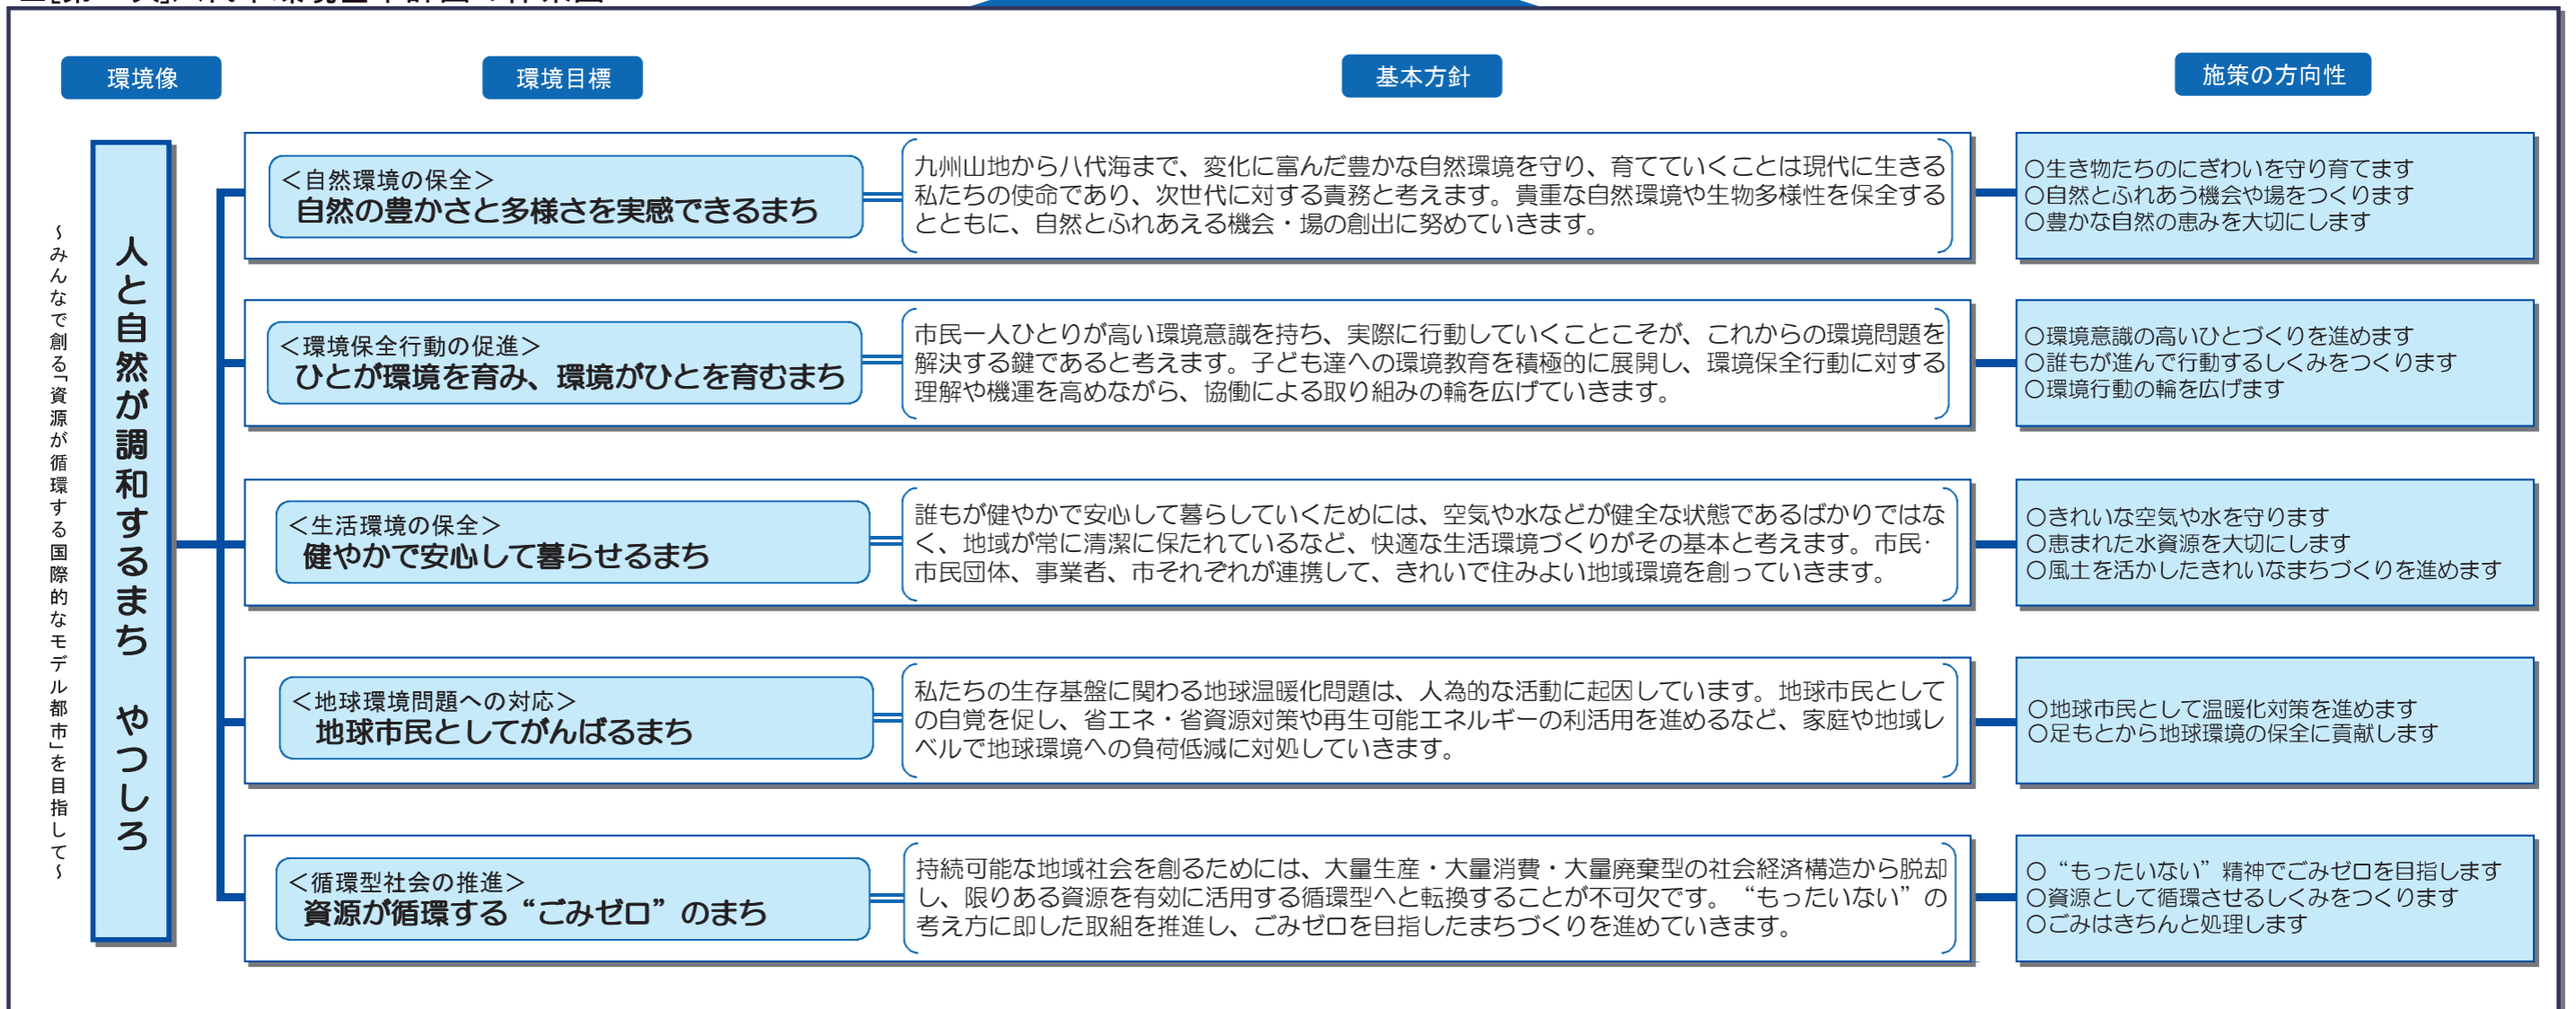 環境像
環境目標
基本方針
施策の方向性
人と自然が調和するまち　やつしろ
～みんなで創る「資源が循環する国際的なモデル都市」を目指して～
＜自然環境の保全＞
自然の豊かさと多様さを実感できるまち
九州山地から八代海まで、変化に富んだ豊かな自然環境を守り、育てていくことは現代に生きる
私たちの使命であり、次世代に対する責務と考えます。貴重な自然環境や生物多様性を保全する
とともに、自然とふれあえる機会・場の創出に努めていきます。
○生き物たちのにぎわいを守り育てます
○自然とふれあう機会や場をつくります
○豊かな自然の恵みを大切にします
＜環境保全行動の促進＞
ひとが環境を育み、環境がひとを育むまち
市民一人ひとりが高い環境意識を持ち、実際に行動していくことこそが、これからの環境問題を
解決する鍵であると考えます。子ども達への環境教育を積極的に展開し、環境保全行動に対する
理解や機運を高めながら、協働による取り組みの輪を広げていきます。
○環境意識の高いひとづくりを進めます
○誰もが進んで行動するしくみをつくります
○環境行動の輪を広げます
＜生活環境の保全＞
健やかで安心して暮らせるまち
誰もが健やかで安心して暮らしていくためには、空気や水などが健全な状態であるばかりではな
く、地域が常に清潔に保たれているなど、快適な生活環境づくりがその基本と考えます。市民・
市民団体、事業者、市それぞれが連携して、きれいで住みよい地域環境を創っていきます。
○きれいな空気や水を守ります
○恵まれた水資源を大切にします
○風土を活かしたきれいなまちづくりを進めます
＜地球環境問題への対応＞
地球市民としてがんばるまち
私たちの生存基盤に関わる地球温暖化問題は、人為的な活動に起因しています。地球市民として
の自覚を促し、省エネ・省資源対策や再生可能エネルギーの利活用を進めるなど、家庭や地域レ
ベルで地球環境への負荷低減に対処していきます。
○地球市民として温暖化対策を進めます
○足もとから地球環境の保全に貢献します
＜循環型社会の推進＞
資源が循環する“ごみゼロ”のまち
持続可能な地域社会を創るためには、大量生産・大量消費・大量廃棄型の社会経済構造から脱却
し、限りある資源を有効に活用する循環型へと転換することが不可欠です。“もったいない”の
考え方に即した取組を推進し、ごみゼロを目指したまちづくりを進めていきます。
○“もったいない”精神でごみゼロを目指します
○資源として循環させるしくみをつくります
○ごみはきちんと処理します